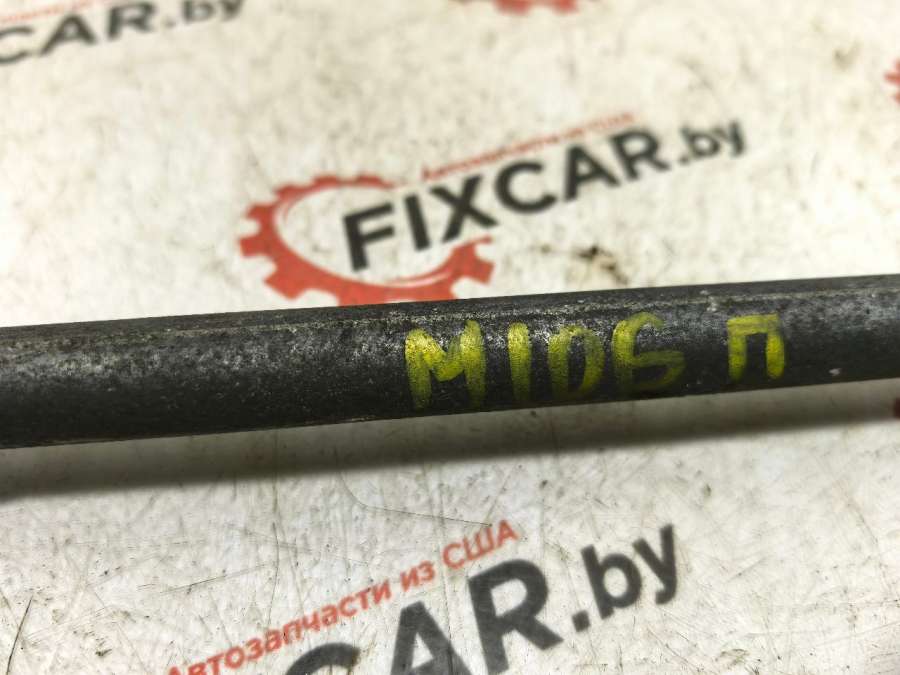 CAR.by
Автозапчасти из США
FIXCAR.by
M106 П
Автозапчасти из США
CAR.by